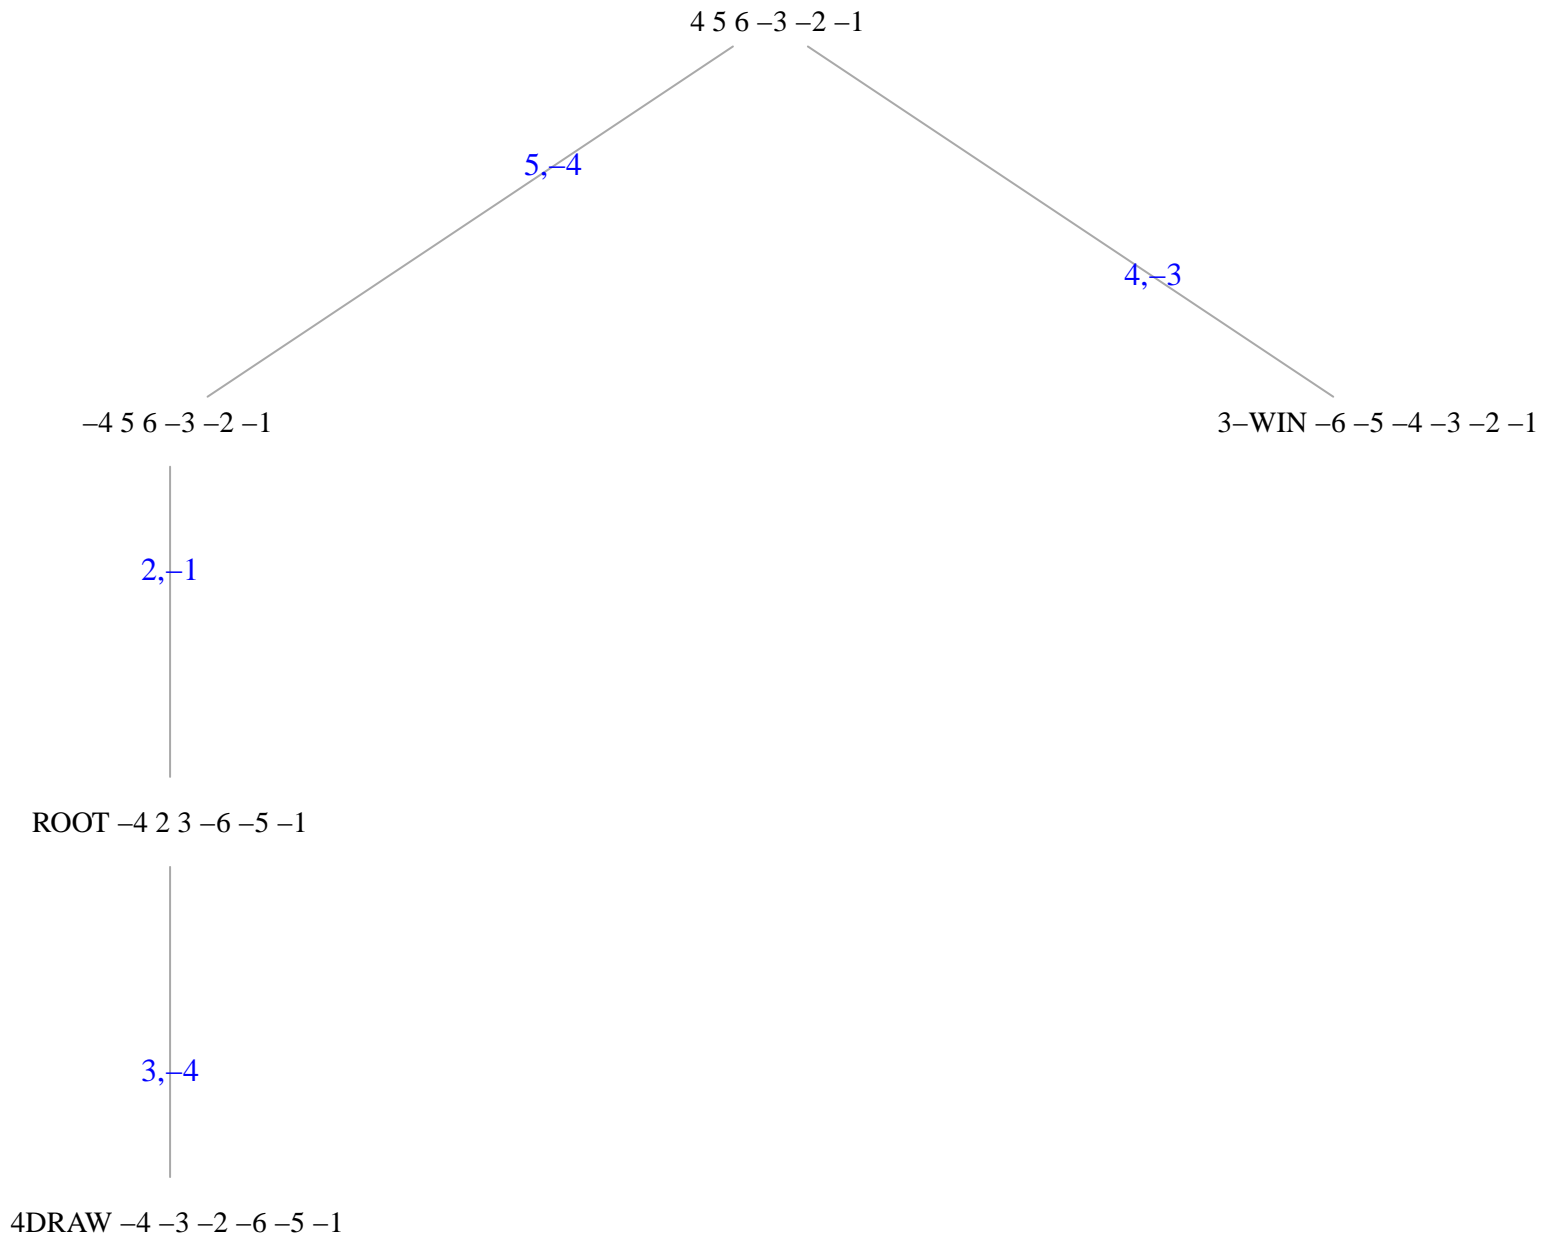 4 5 6 –3 –2 –1
5,–4
4,–3
–4 5 6 –3 –2 –1
3–WIN –6 –5 –4 –3 –2 –1
2,–1
ROOT –4 2 3 –6 –5 –1
3,–4
4DRAW –4 –3 –2 –6 –5 –1